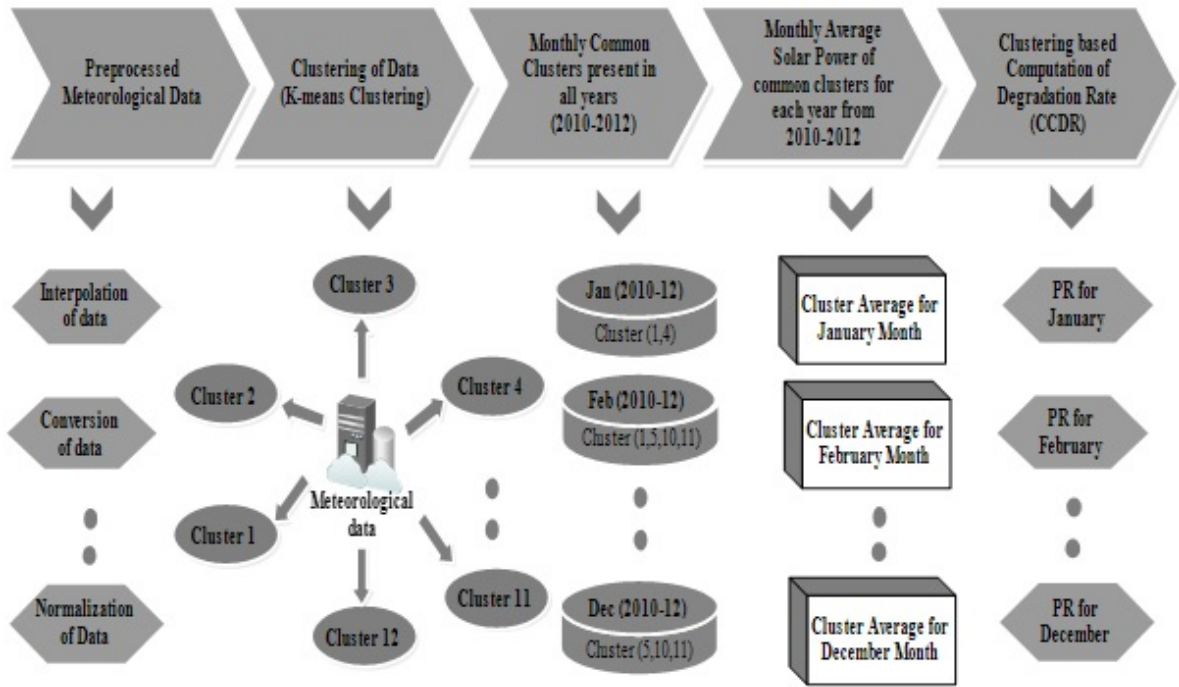 Preprocessed
Meteorological Data
Clustering of Data
(K-means Clustering)
Monthly Common
Clusters present in
all years
(2010-2012)
Monthly Average
Solar Power of
common clusters for
each year from
2010-2012
Clustering based
Computation of
Degradation Rate
(CCDR)
Interpolation
of data
Conversion
of data
Normalization
of Data
Cluster 3
Cluster 2
Cluster 4
Meteorological
data
Cluster 1
Cluster 11
Cluster 12
Jan (2010-12)
Cluster (1,4)
Feb (2010-12)
Cluster (1,5,10,11)
Dec (2010-12)
Cluster (5,10,11)
Cluster Average for
January Month
Cluster Average for
February Month
Cluster Average for
December Month
PR for
January
PR for
February
PR for
December